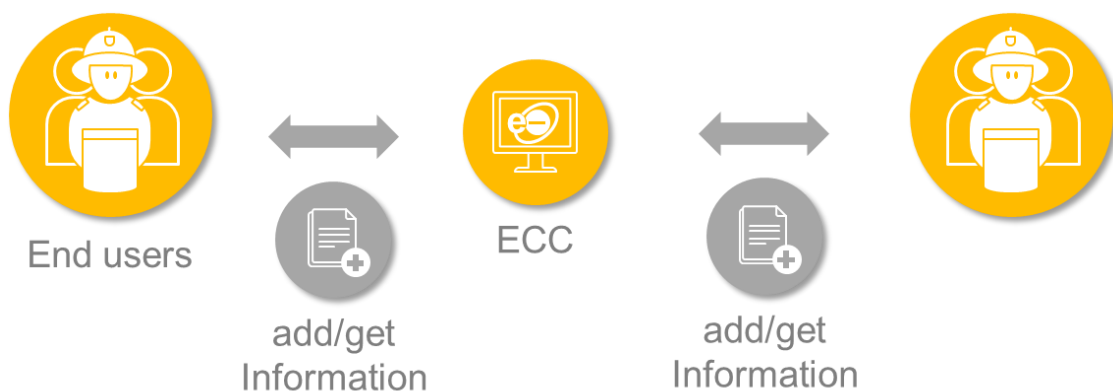 e
End users
ECC
add/get
Information
add/get
Information